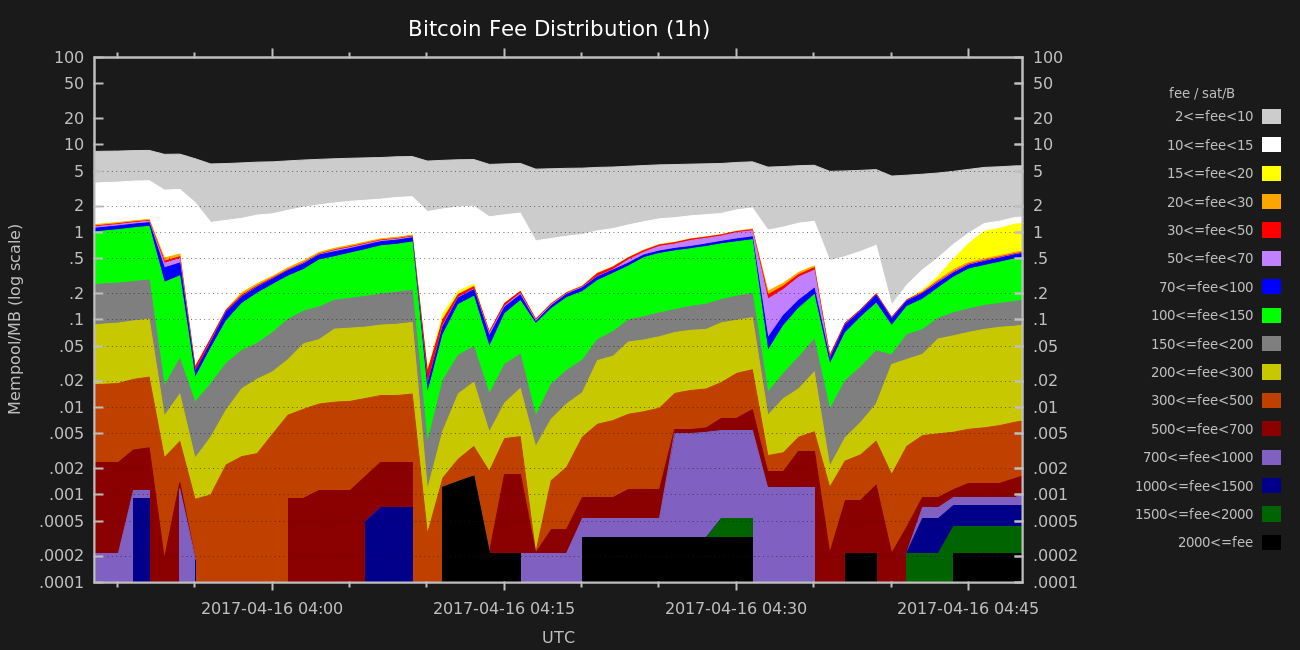 Bitcoin Fee Distribution (1h)
Mempool/MB (log scale)
100
50
20
10
5
2
1
.5
.2
.1
.05
.02
.01
.005
.002
.001
.0005
.0002
.0001
100
50
20
10
5
2
1
.5
.2
.1
.05
.02
.01
.005
.002
.001
.0005
.0002
.0001
2017-04-16 04:00
2017-04-16 04:15
2017-04-16 04:30
2017-04-16 04:45
UTC
fee / sat/B
2<=fee<10
10<=fee<15
15<=fee<20
20<=fee<30
30<=fee<50
50<=fee<70
70<=fee<100
100<=fee<150
150<=fee<200
200<=fee<300
300<=fee<500
500<=fee<700
700<=fee<1000
1000<=fee<1500
1500<=fee<2000
2000<=fee